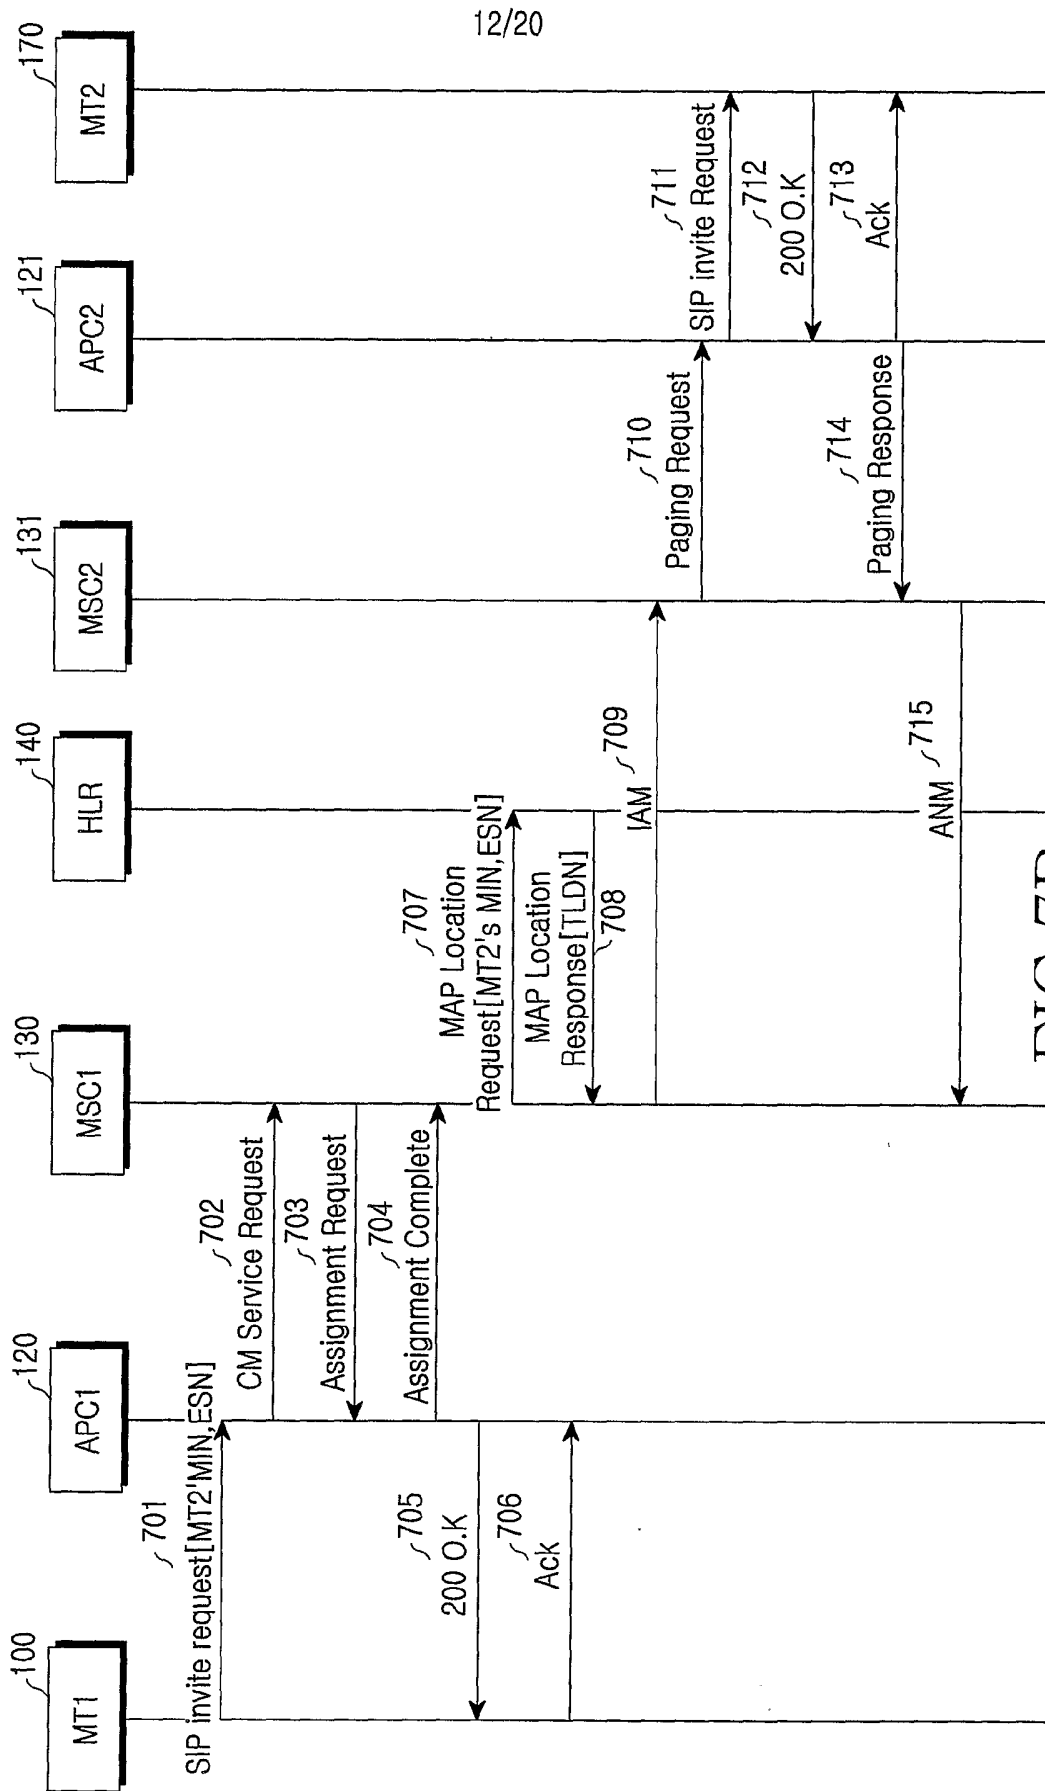 12/20
100
MT1
120
APC1
130
MSC1
140
HLR
131
MSC2
121
APC2
170
MT2
701
SIP invite request[MT2'MIN,ESN]
702
CM Service Request
703
Assignment Request
704
Assignment Complete
705
200 O.K
706
Ack
707
MAP Location
Request[MT2's MIN,ESN]
MAP Location
Response[TLDN]
708
IAM 709
710
Paging Request
711
SIP invite Request
712
200 O.K
713
Ack
714
Paging Response
ANM 715